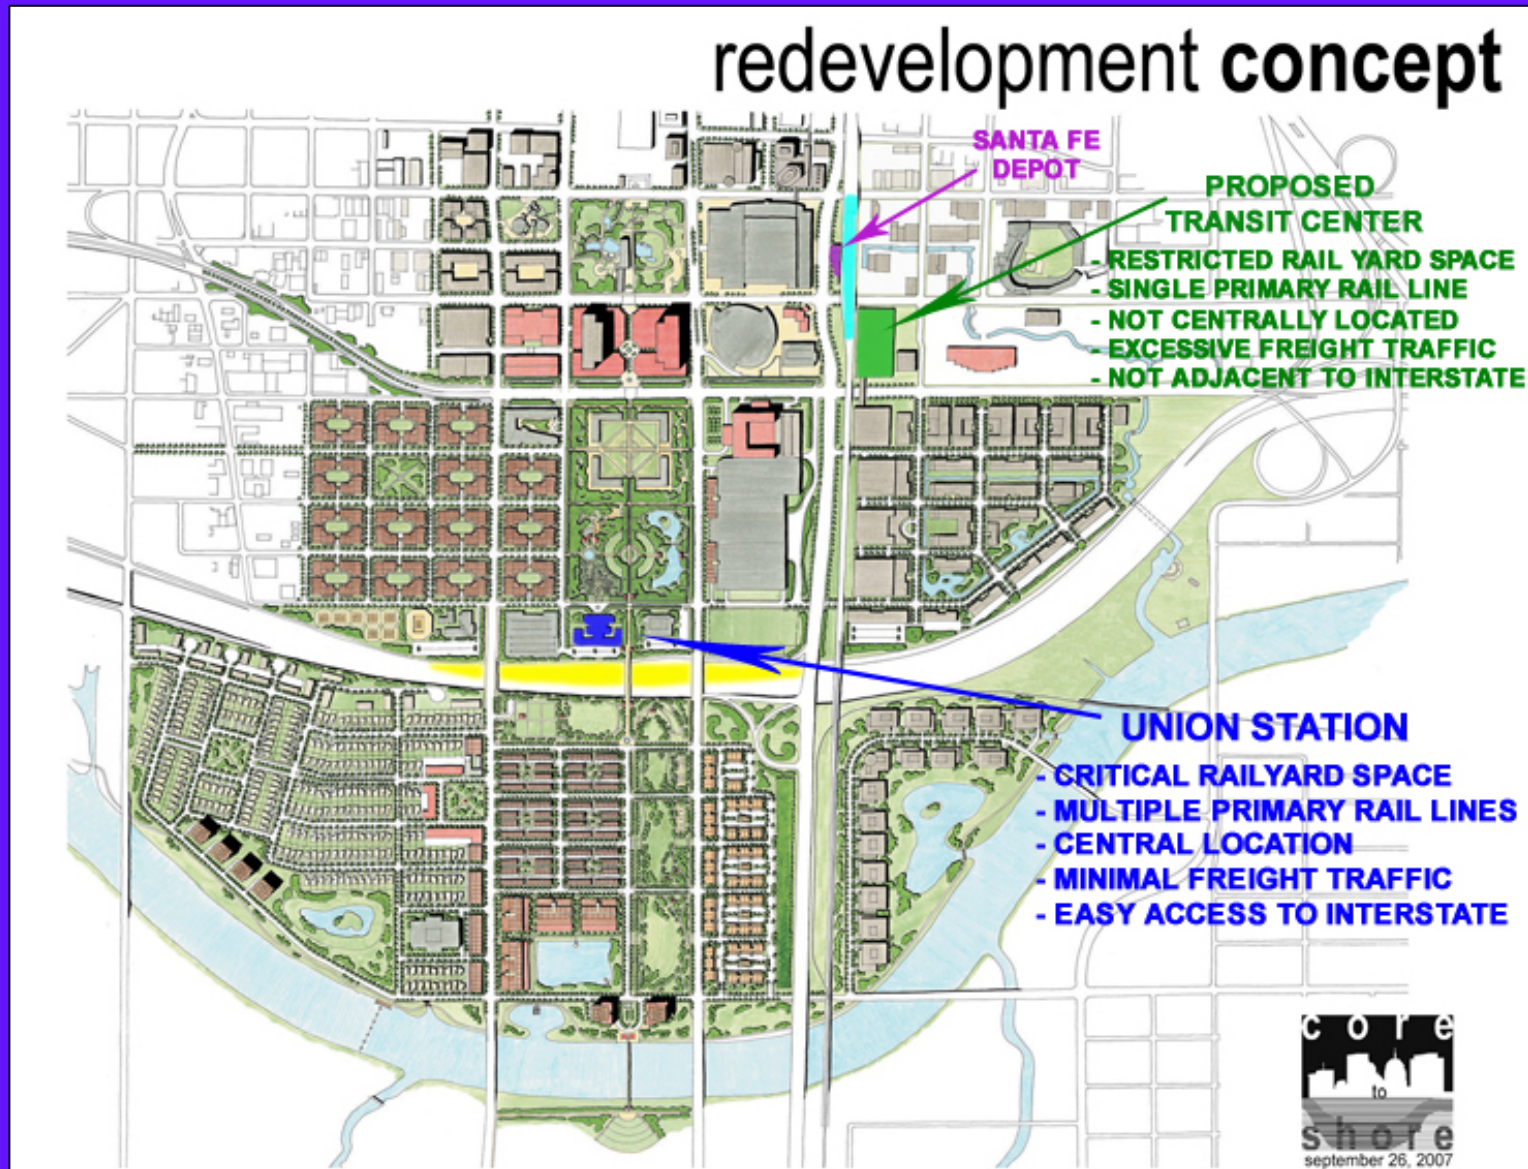 redevelopment concept
SANTA FE
DEPOT
PROPOSED
TRANSIT CENTER
- RESTRICTED RAIL YARD SPACE
- SINGLE PRIMARY RAIL LINE
- NOT CENTRALLY LOCATED
- EXCESSIVE FREIGHT TRAFFIC
- NOT ADJACENT TO INTERSTATE
UNION STATION
- CRITICAL RAILYARD SPACE
- MULTIPLE PRIMARY RAIL LINES
- CENTRAL LOCATION
- MINIMAL FREIGHT TRAFFIC
- EASY ACCESS TO INTERSTATE
core
to
shore
september 26, 2007